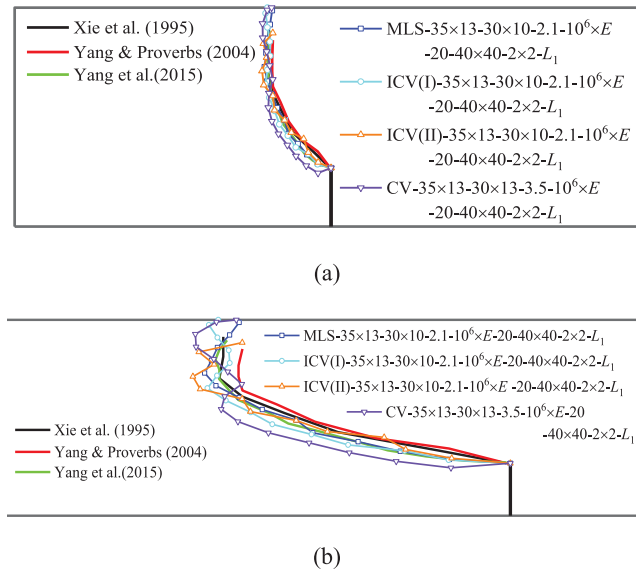 Xie et al. (1995)
Yang & Proverbs (2004)
Yang et al.(2015)
MLS-35×13-30×10-2.1-10⁶×E
-20-40×40-2×2-L₁
ICV(I)-35×13-30×10-2.1-10⁶×E
-20-40×40-2×2-L₁
ICV(II)-35×13-30×10-2.1-10⁶×E
-20-40×40-2×2-L₁
CV-35×13-30×13-3.5-10⁶×E
-20-40×40-2×2-L₁
(a)
MLS-35×13-30×10-2.1-10⁶×E-20-40×40-2×2-L₁
ICV(I)-35×13-30×10-2.1-10⁶×E-20-40×40-2×2-L₁
ICV(II)-35×13-30×10-2.1-10⁶×E -20-40×40-2×2-L₁
CV-35×13-30×13-3.5-10⁶×E-20
-40×40-2×2-L₁
Xie et al. (1995)
Yang & Proverbs (2004)
Yang et al.(2015)
(b)